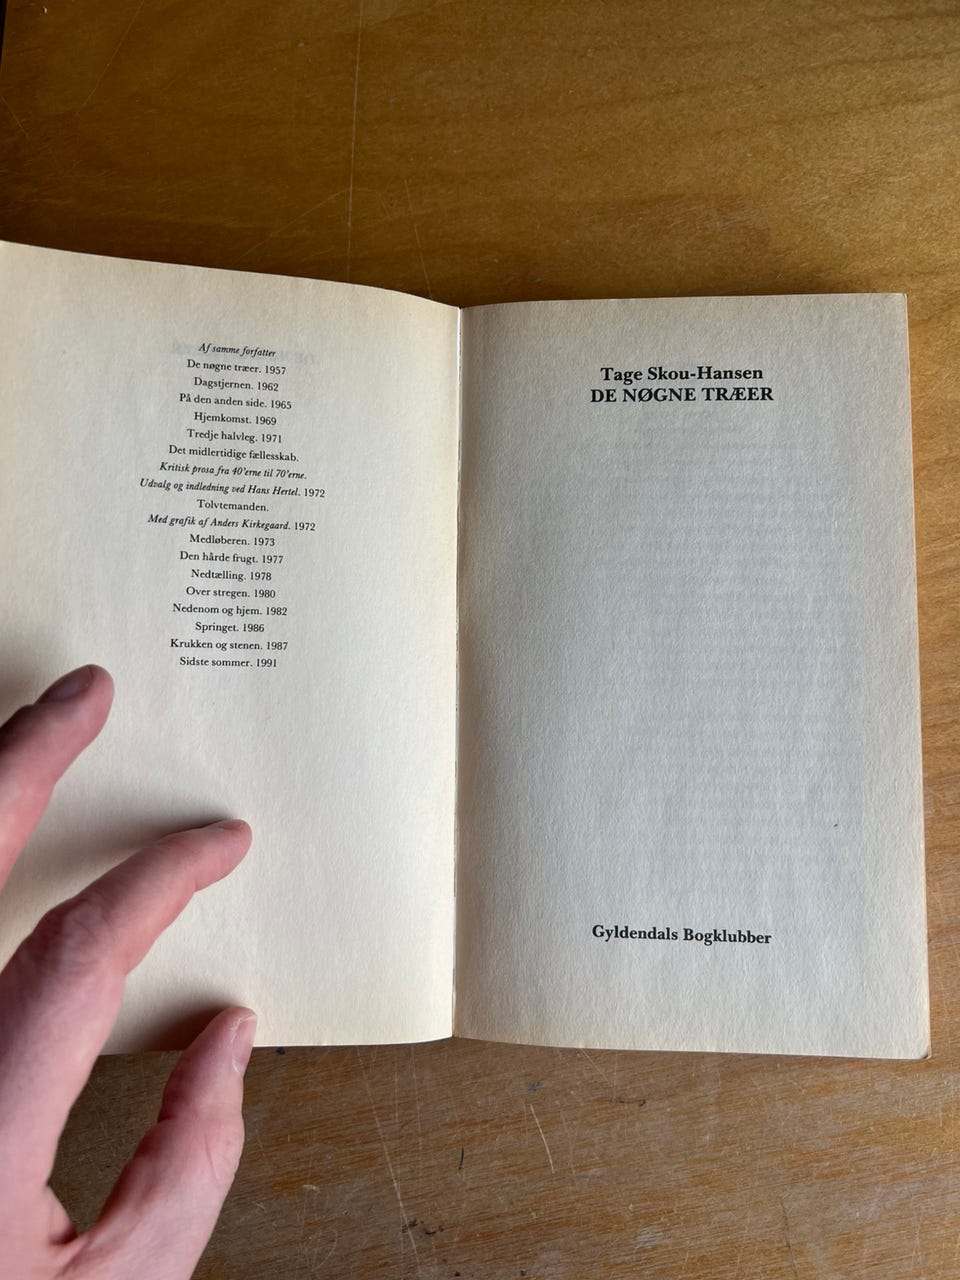 Af samme forfatter
De nøgne træer. 1957
Dagstjernen. 1962
På den anden side. 1965
Hjemkomst. 1969
Tredje halvleg. 1971
Det midlertidige fællesskab.
Kritisk prosa fra 40'erne til 70'erne.
Udvalg og indledning ved Hans Hertel. 1972
Tolvtemanden.
Med grafik af Anders Kirkegaard. 1972
Medløberen. 1973
Den hårde frugt. 1977
Nedtælling. 1978
Over stregen. 1980
Nedenom og hjem. 1982
Springet. 1986
Krukken og stenen. 1987
Sidste sommer. 1991
Tage Skou-Hansen
DE NØGNE TRÆER
Gyldendals Bogklubber